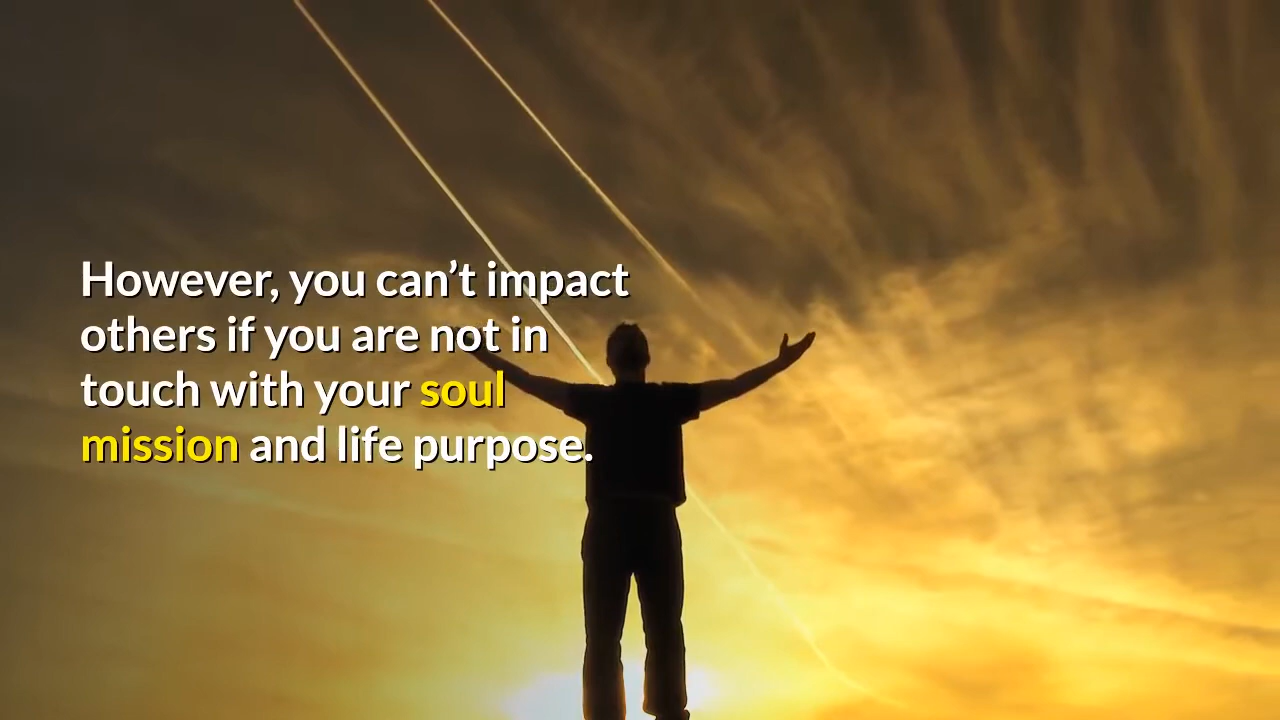 However, you can’t impact
others if you are not in
touch with your soul
mission and life purpose.